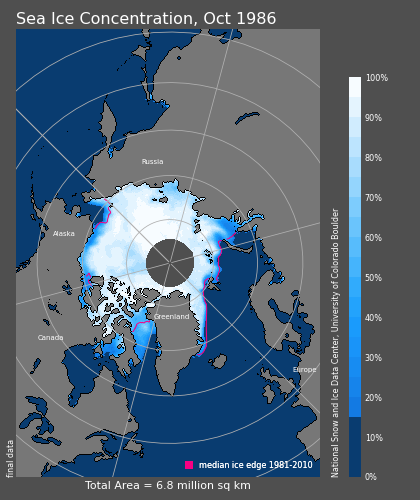 Sea Ice Concentration, Oct 1986
Russia
Alaska
Canada
Greenland
Europe
100%
90%
80%
70%
60%
50%
40%
30%
20%
10%
0%
National Snow and Ice Data Center, University of Colorado Boulder
final data
median ice edge 1981-2010
Total Area = 6.8 million sq km